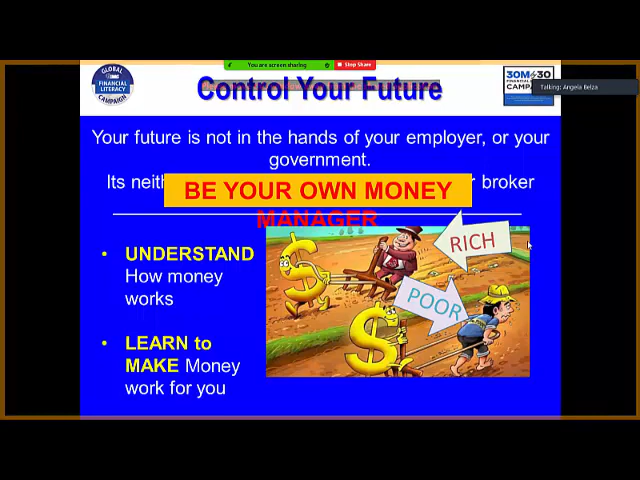 You are screen sharing
Stop Share
GLOBAL
FINANCIAL
LITERACY
CAMPAIGN
Control Your Future
30M 30
FINANCIAL
CAMPA
Talking: Angela Belza
Your future is not in the hands of your employer, or your
government.
Its neith
broker
BE YOUR OWN MONEY
MANAGER
• UNDERSTAND
How money
works
RICH
POOR
• LEARN to
MAKE Money
work for you